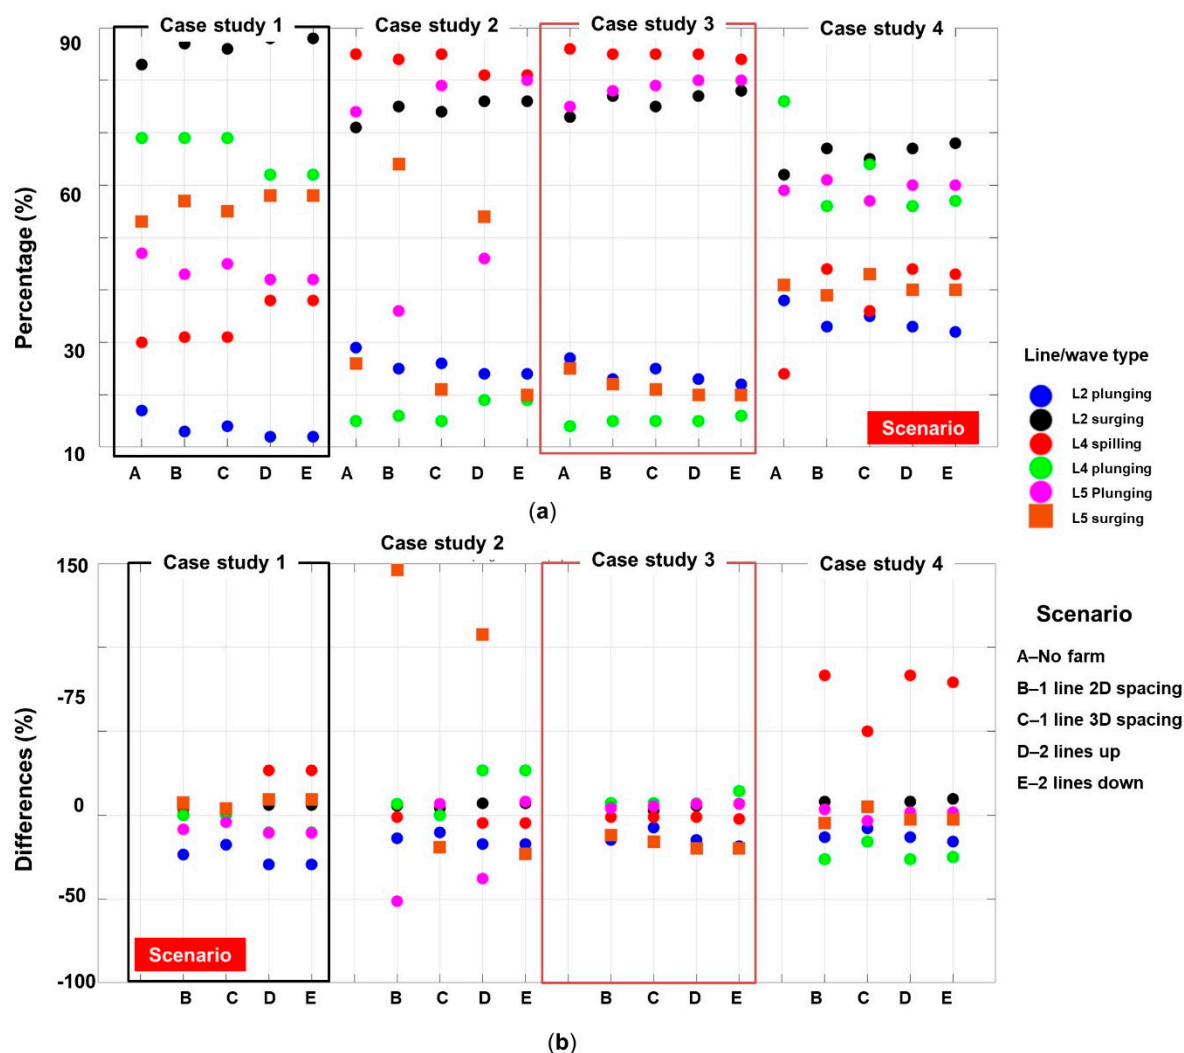 Case study 1 Case study 2 Case study 3 Case study 4
90
60
30
10
Percentage (%)
Scenario
A B C D E A B C D E A B C D E A B C D E
(a)
Line/wave type
L2 plunging
L2 surging
L4 spilling
L4 plunging
L5 Plunging
L5 surging
Case study 1 Case study 2 Case study 3 Case study 4
150
-75
0
-50
-100
Differences (%)
Scenario
B C D E B C D E B C D E B C D E
(b)
Scenario
A–No farm
B–1 line 2D spacing
C–1 line 3D spacing
D–2 lines up
E–2 lines down